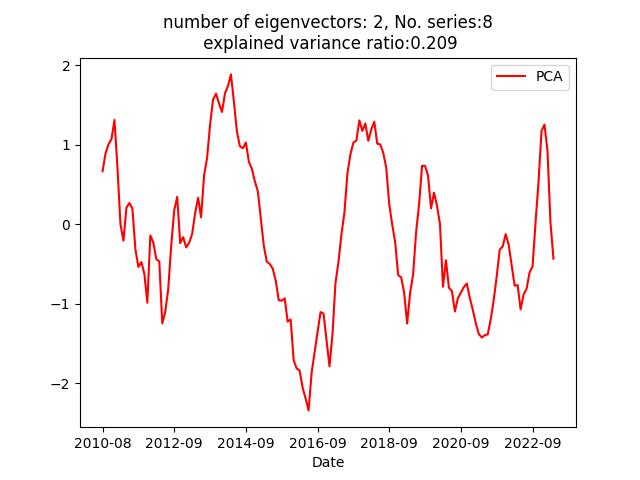 number of eigenvectors: 2, No. series:8
explained variance ratio:0.209
PCA
2
1
0
−1
−2
2010-08 2012-09 2014-09 2016-09 2018-09 2020-09 2022-09
Date